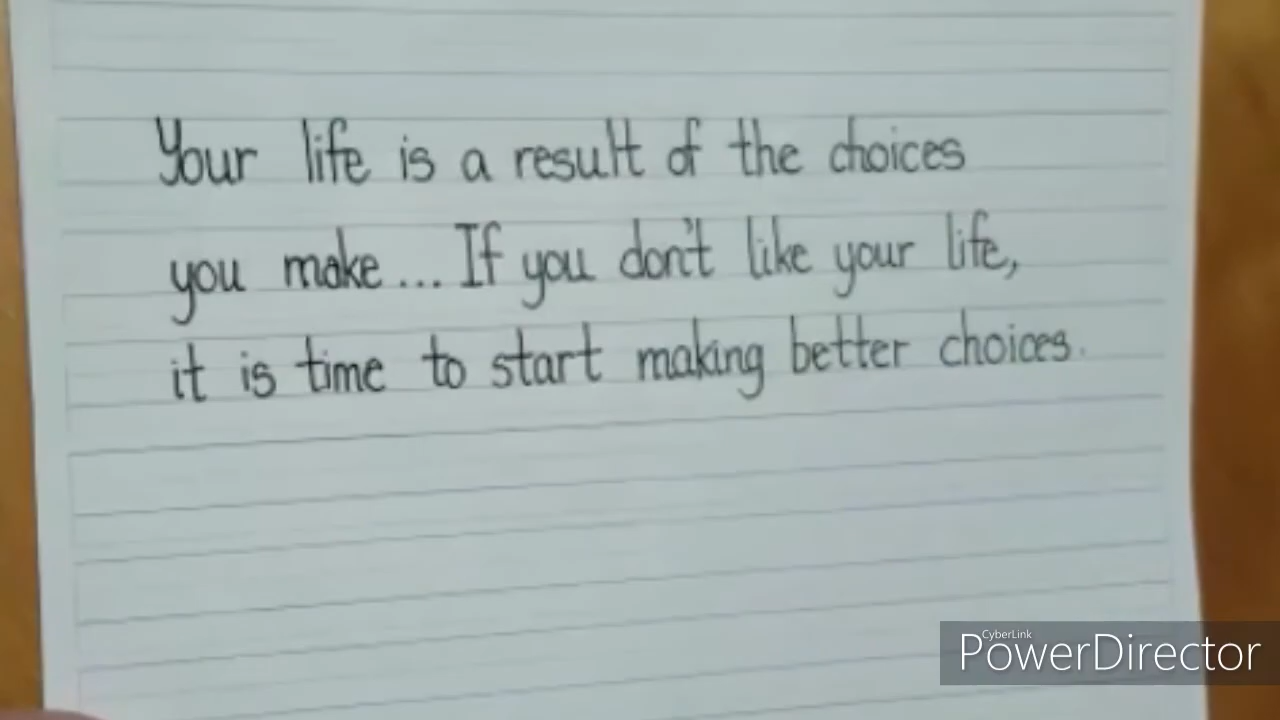 Your life is a result of the choices
you make... If you don't like your life,
it is time to start making better choices.
CyberLink
PowerDirector